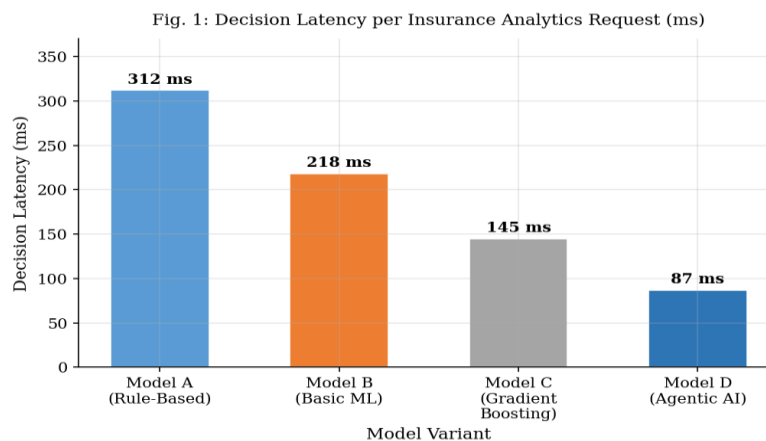 Fig. 1: Decision Latency per Insurance Analytics Request (ms)
350
300
250
200
150
100
50
0
Decision Latency (ms)
312 ms
218 ms
145 ms
87 ms
Model A
(Rule-Based)
Model B
(Basic ML)
Model C
(Gradient
Boosting)
Model D
(Agentic AI)
Model Variant